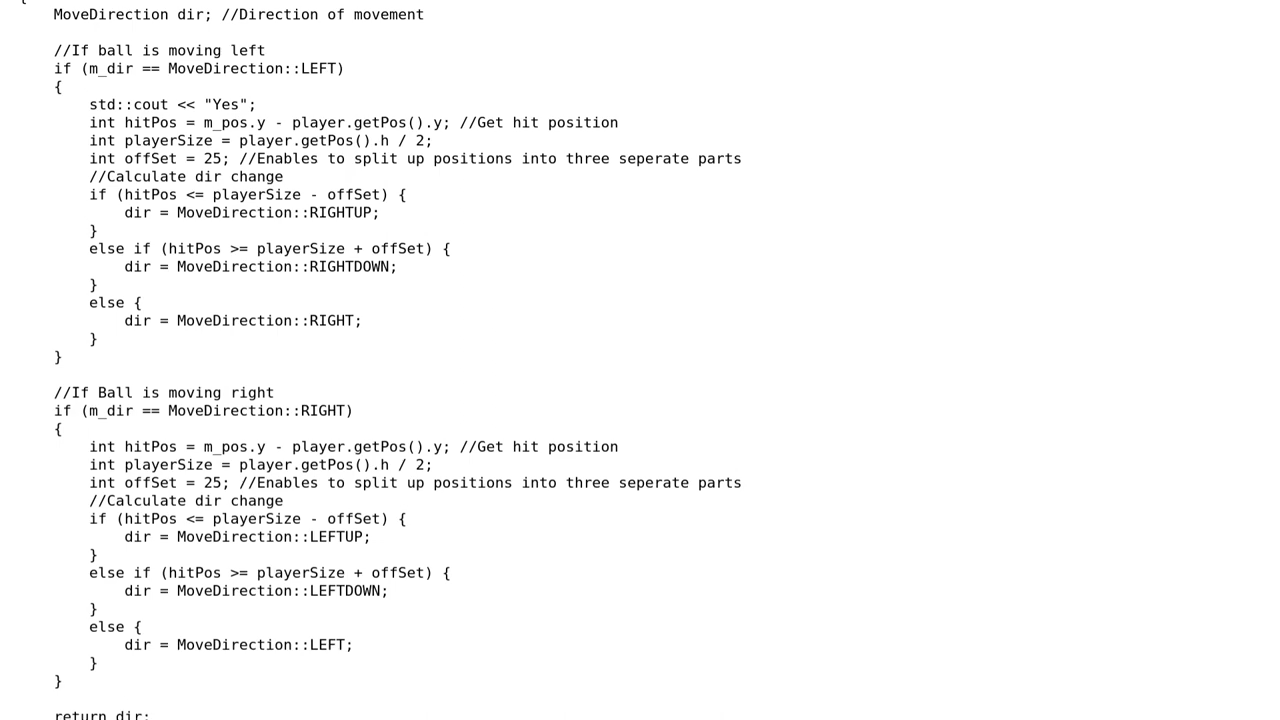 {
    MoveDirection dir; //Direction of movement

    //If ball is moving left
    if (m_dir == MoveDirection::LEFT)
    {
        std::cout << "Yes";
        int hitPos = m_pos.y - player.getPos().y; //Get hit position
        int playerSize = player.getPos().h / 2;
        int offSet = 25; //Enables to split up positions into three seperate parts
        //Calculate dir change
        if (hitPos <= playerSize - offSet) {
            dir = MoveDirection::RIGHTUP;
        }
        else if (hitPos >= playerSize + offSet) {
            dir = MoveDirection::RIGHTDOWN;
        }
        else {
            dir = MoveDirection::RIGHT;
        }
    }

    //If Ball is moving right
    if (m_dir == MoveDirection::RIGHT)
    {
        int hitPos = m_pos.y - player.getPos().y; //Get hit position
        int playerSize = player.getPos().h / 2;
        int offSet = 25; //Enables to split up positions into three seperate parts
        //Calculate dir change
        if (hitPos <= playerSize - offSet) {
            dir = MoveDirection::LEFTUP;
        }
        else if (hitPos >= playerSize + offSet) {
            dir = MoveDirection::LEFTDOWN;
        }
        else {
            dir = MoveDirection::LEFT;
        }
    }

    return dir;